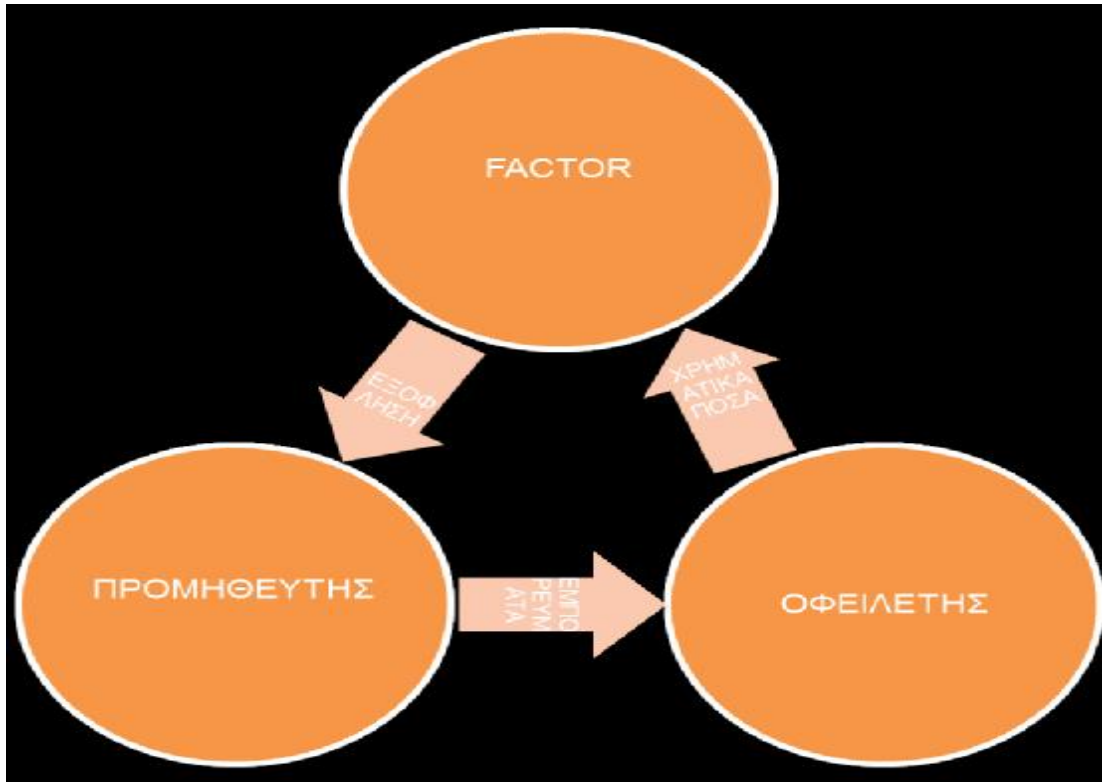 FACTOR
ΕΞΟΦ
ΛΗΣΗ
ΧΡΗΜ
ΑΤΙΚΑ
ΠΟΣΑ
ΠΡΟΜΗΘΕΥΤΗΣ
ΕΜΠΟ
ΡΕΥΜ
ΑΤΑ
ΟΦΕΙΛΕΤΗΣ